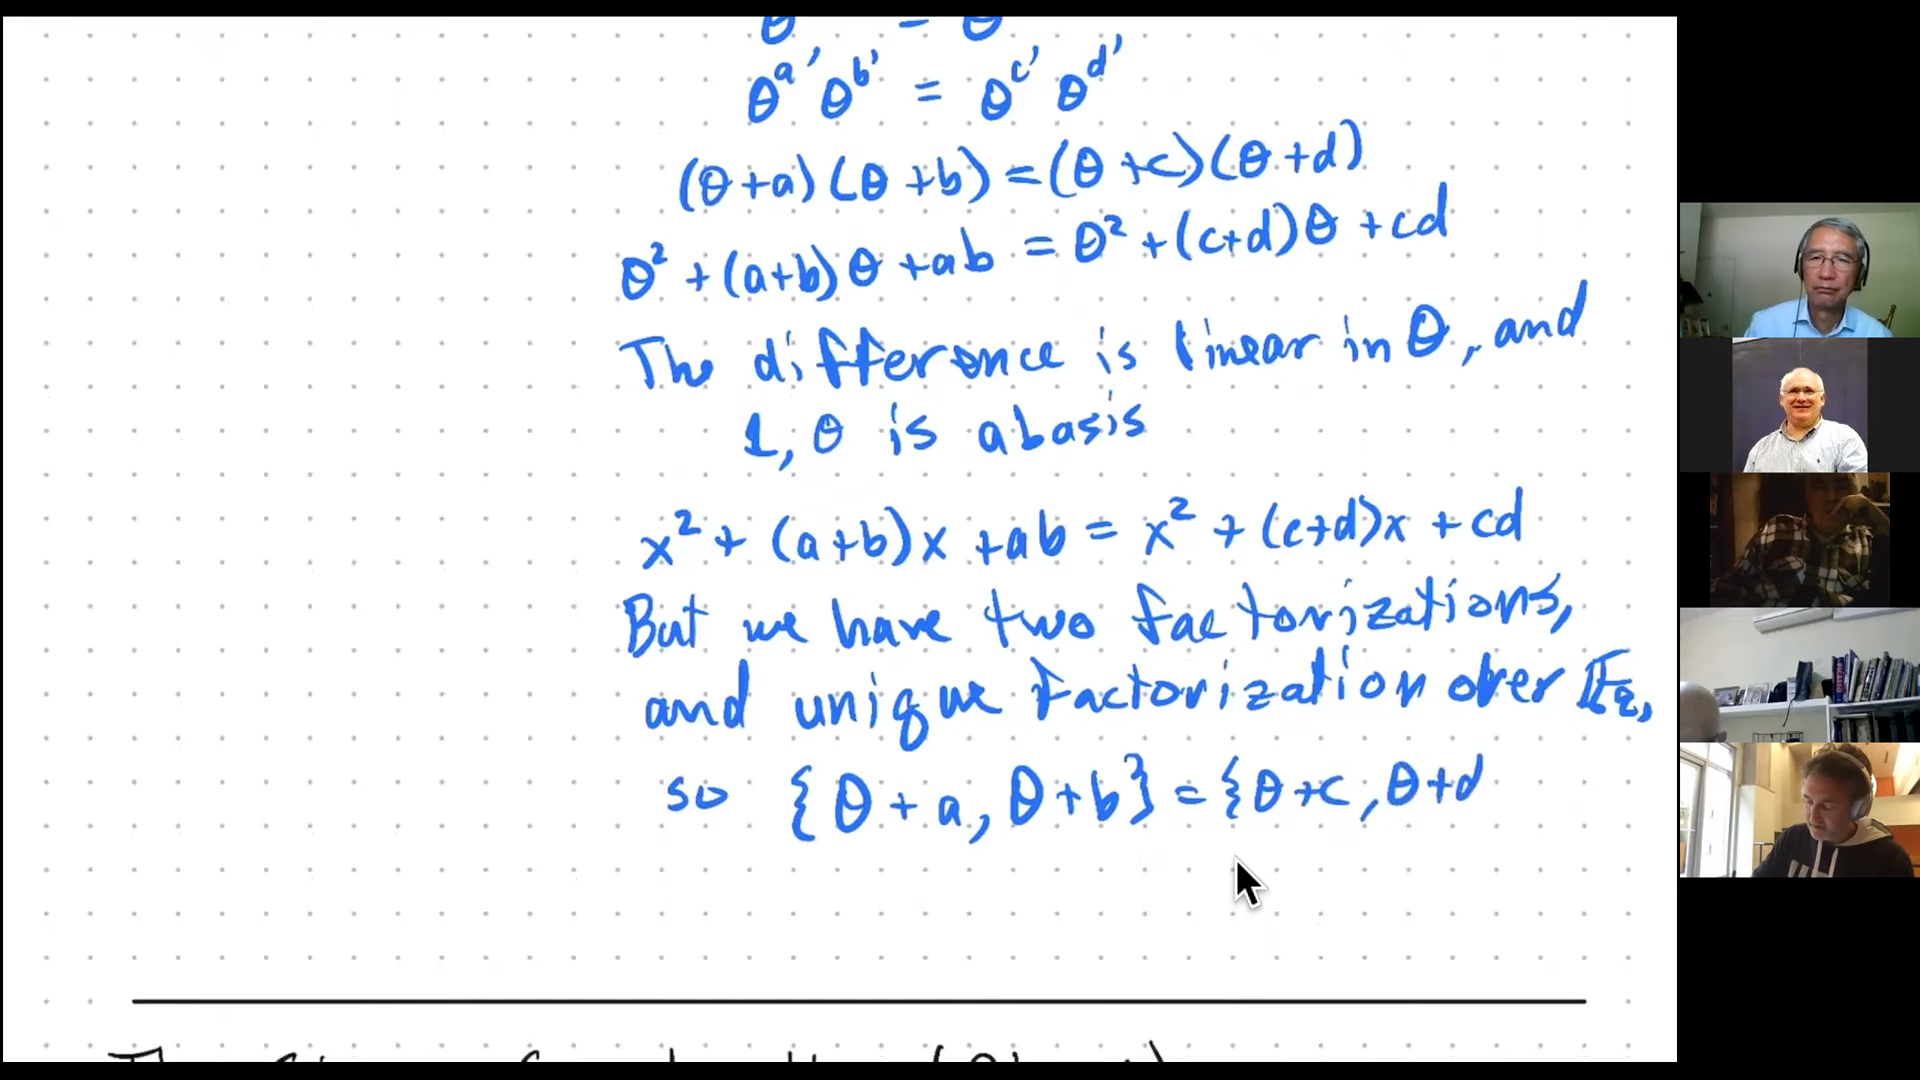 θ^{a'} θ^{b'} = θ^{c'} θ^{d'}
(θ+a)(θ+b)=(θ+c)(θ+d)
θ²+(a+b)θ+ab=θ²+(c+d)θ+cd
The difference is linear in θ, and
1, θ is a basis
x²+(a+b)x+ab=x²+(c+d)x+cd
But we have two factorizations,
and unique factorization over F_q,
so {θ+a, θ+b}={θ+c, θ+d